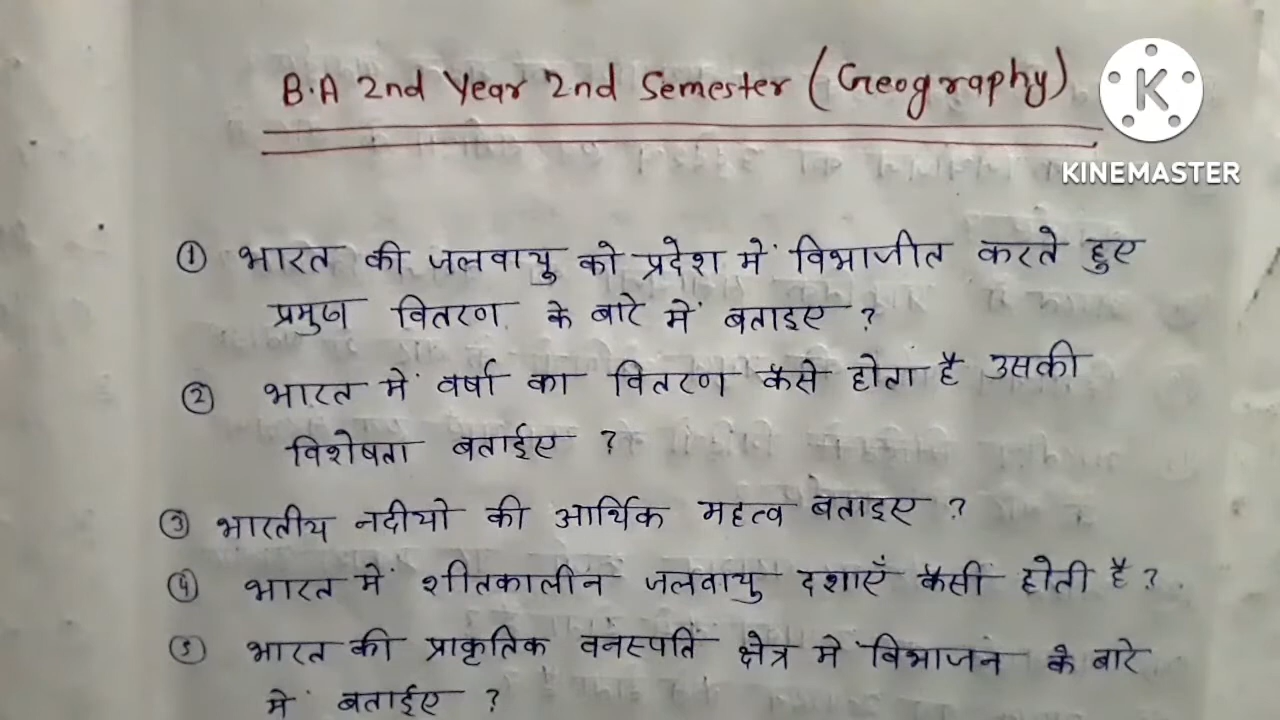 B.A 2nd Year 2nd Semester (Geography)
K
KINEMASTER
① भारत की जलवायु को प्रदेश में विभाजीत करते हुए
प्रमुख वितरण के बारे में बताइए ?
② भारत में वर्षा का वितरण कैसे होता है उसकी
विशेषता बताईए ?
③ भारतीय नदीयो की आर्थिक महत्व बताइए ?
④ भारत में शीतकालीन जलवायु दशाएँ कैसी होती है ?
⑤ भारत की प्राकृतिक वनस्पति क्षेत्र में विभाजन के बारे
में बताईए ?